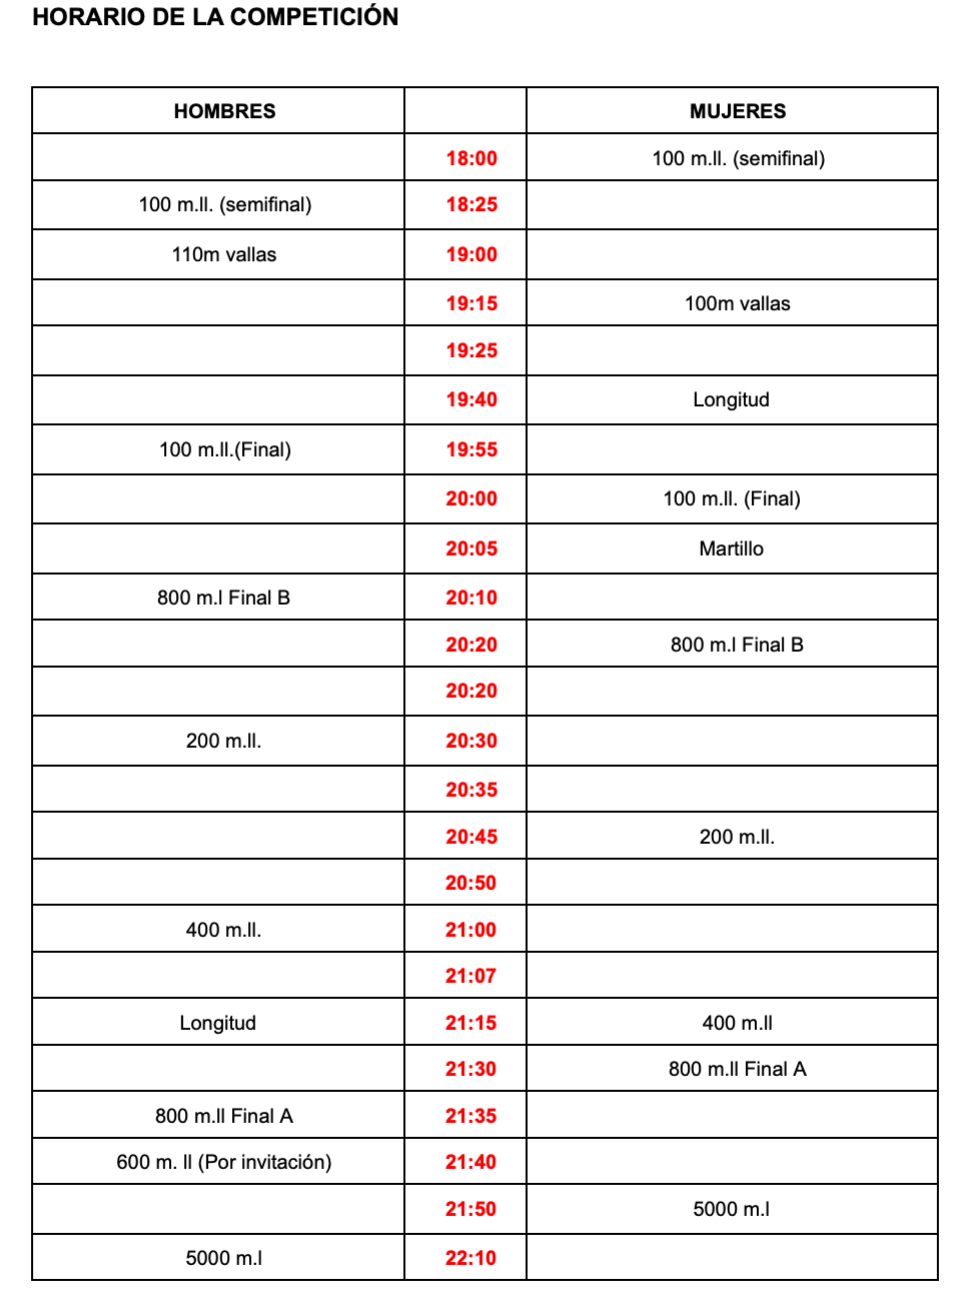 HORARIO DE LA COMPETICIÓN
HOMBRES MUJERES
18:00 100 m.ll. (semifinal)
100 m.ll. (semifinal) 18:25
110m vallas 19:00
19:15 100m vallas
19:25
19:40 Longitud
100 m.ll.(Final) 19:55
20:00 100 m.ll. (Final)
20:05 Martillo
800 m.l Final B 20:10
20:20 800 m.l Final B
20:20
200 m.ll. 20:30
20:35
20:45 200 m.ll.
20:50
400 m.ll. 21:00
21:07
Longitud 21:15 400 m.ll
21:30 800 m.ll Final A
800 m.ll Final A 21:35
600 m. ll (Por invitación) 21:40
21:50 5000 m.l
5000 m.l 22:10